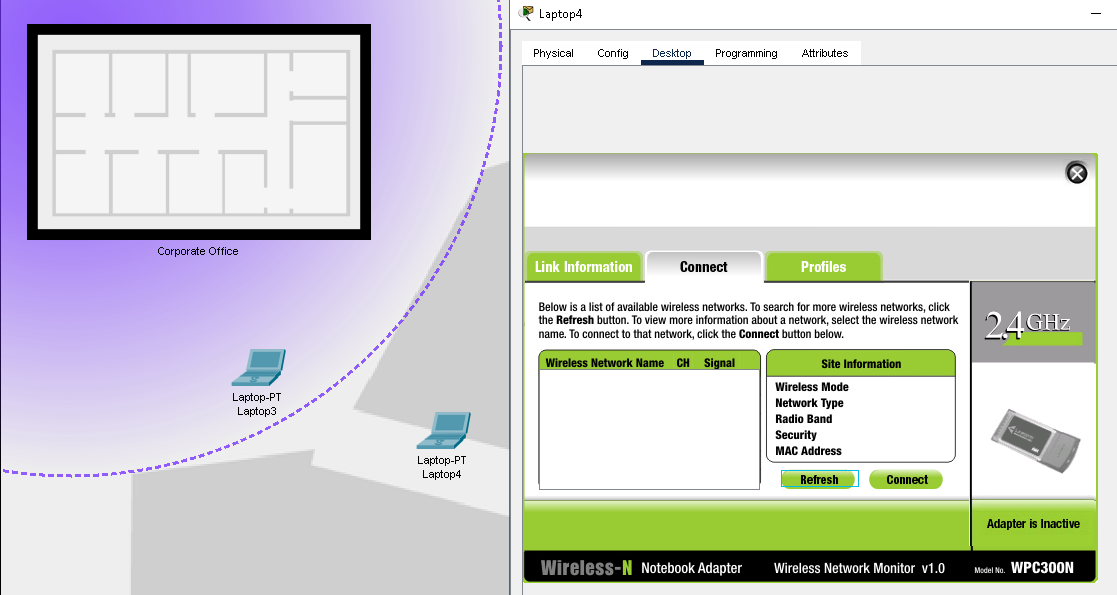 Corporate Office
Laptop-PT
Laptop3
Laptop-PT
Laptop4
Laptop4
Physical
Config
Desktop
Programming
Attributes
Link Information
Connect
Profiles
Below is a list of available wireless networks. To search for more wireless networks, click
the Refresh button. To view more information about a network, select the wireless network
name. To connect to that network, click the Connect button below.
Wireless Network Name CH Signal
Site Information
Wireless Mode
Network Type
Radio Band
Security
MAC Address
Refresh
Connect
2.4GHz
Adapter is Inactive
Wireless-N Notebook Adapter
Wireless Network Monitor v1.0
Model No. WPC300N